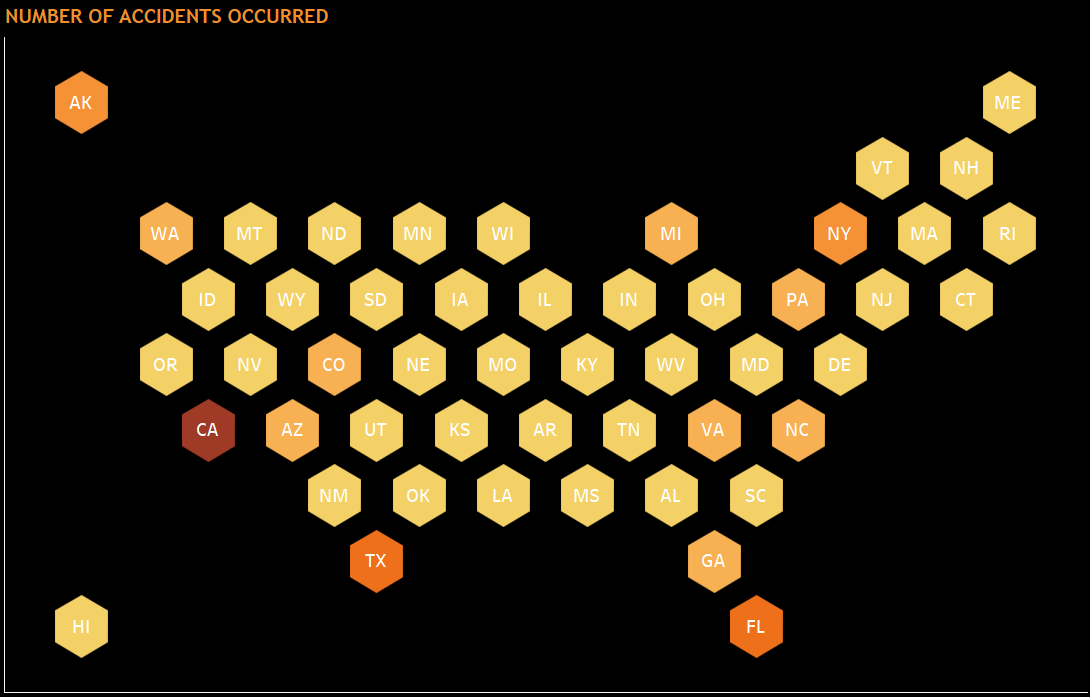 NUMBER OF ACCIDENTS OCCURRED
AK ME
VT NH
WA MT ND MN WI MI NY MA RI
ID WY SD IA IL IN OH PA NJ CT
OR NV CO NE MO KY WV MD DE
CA AZ UT KS AR TN VA NC
NM OK LA MS AL SC
TX GA
HI FL